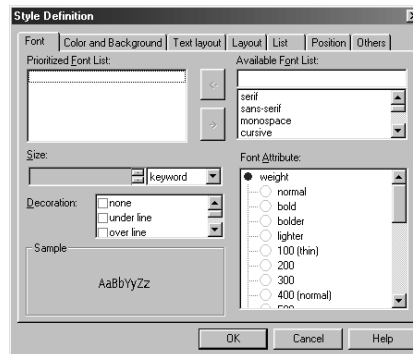 Style Definition
Font
Color and Background
Text layout
Layout
List
Position
Others
Prioritized Font List:
Available Font List:
serif
sans-serif
monospace
cursive
Size:
keyword
Decoration:
none
under line
over line
Font Attribute:
weight
normal
bold
bolder
lighter
100 (thin)
200
300
400 (normal)
Sample
AaBbYyZz
OK
Cancel
Help